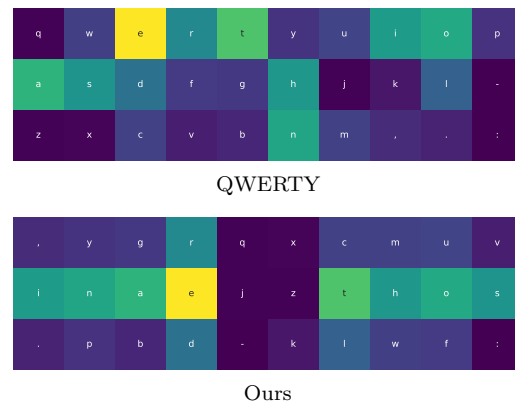 q w e r t y u i o p
a s d f g h j k l -
z x c v b n m , . :
QWERTY
, y g r q x c m u v
i n a e j z t h o s
. p b d - k l w f :
Ours